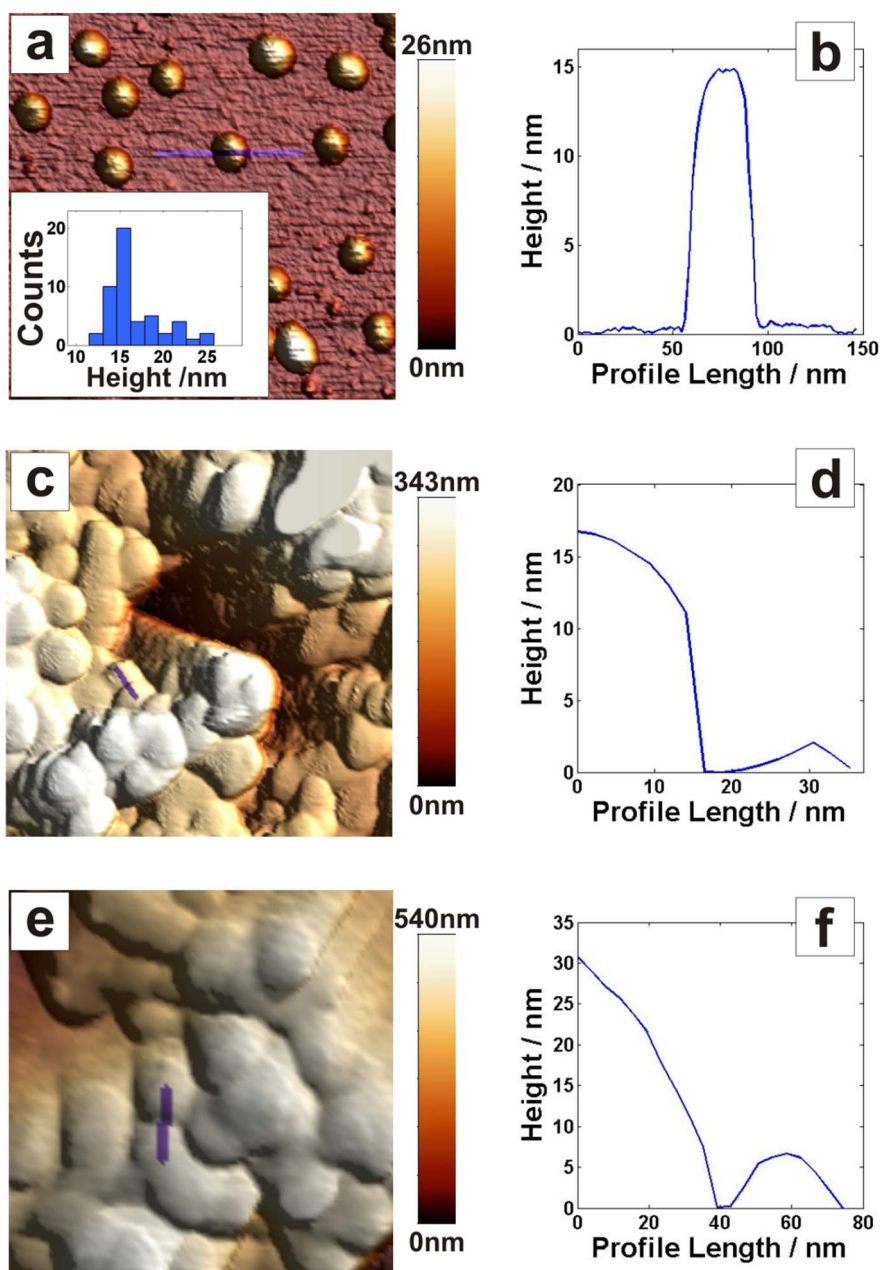 a
26nm
0nm
Counts
20
10
0
10 15 20 25
Height /nm
b
15
10
5
0
Height / nm
0 50 100 150
Profile Length / nm
c
343nm
0nm
d
20
15
10
5
0
Height / nm
0 10 20 30
Profile Length / nm
e
540nm
0nm
f
35
30
25
20
15
10
5
0
Height / nm
0 20 40 60 80
Profile Length / nm